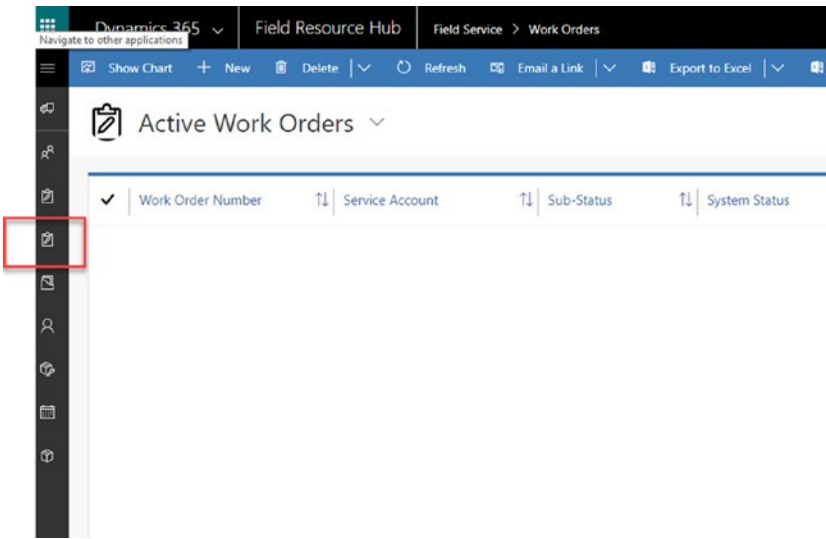 Dynamics 365 Field Resource Hub Field Service > Work Orders
Navigate to other applications
Show Chart + New Delete Refresh Email a Link Export to Excel
Active Work Orders
Work Order Number Service Account Sub-Status System Status